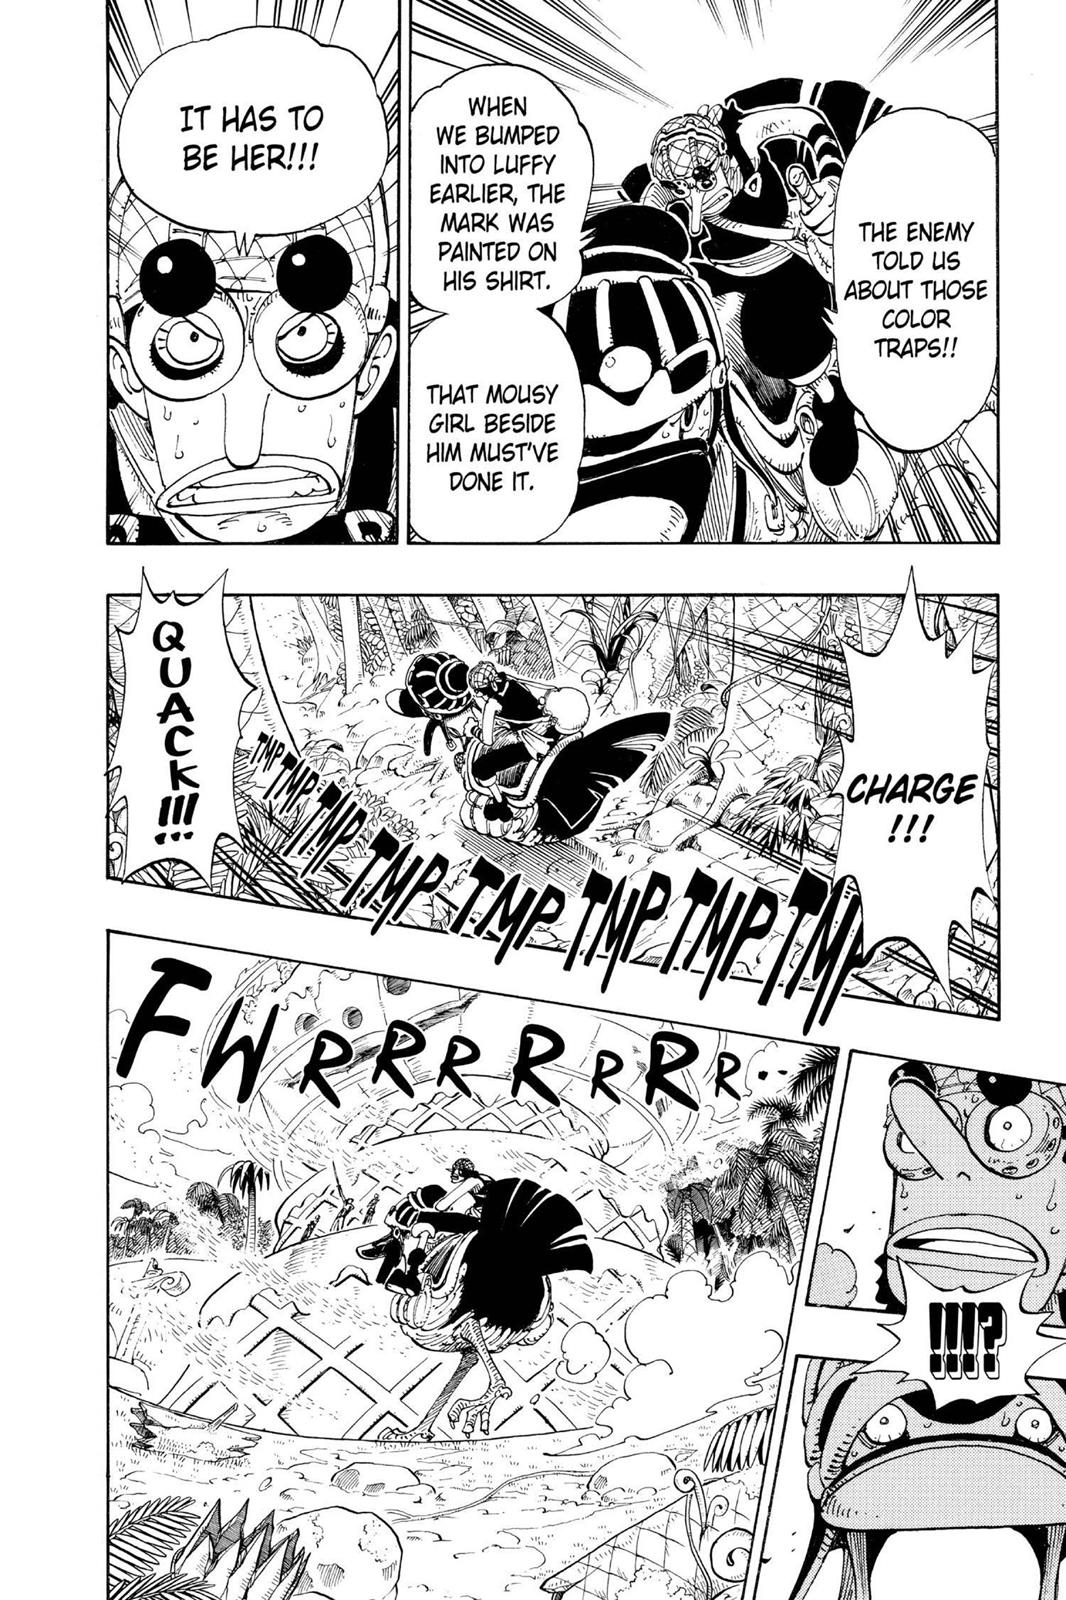 THE ENEMY
TOLD US
ABOUT THOSE
COLOR
TRAPS!!
WHEN
WE BUMPED
INTO LUFFY
EARLIER, THE
MARK WAS
PAINTED ON
HIS SHIRT.
THAT MOUSY
GIRL BESIDE
HIM MUST'VE
DONE IT.
IT HAS TO
BE HER!!!
CHARGE
!!!
QUACK!!!
TMP TMP TMP TMP TMP TMP TMP TMP
!!!?
FWRRRRRRR..